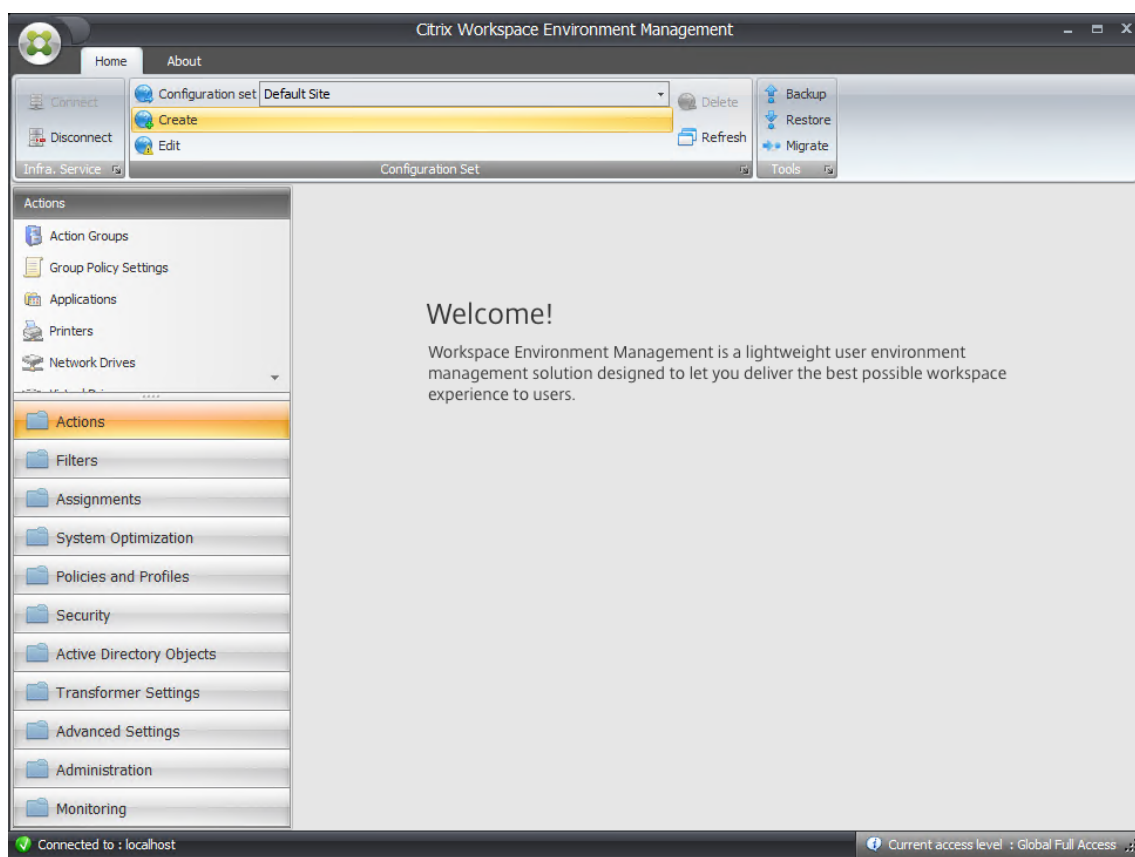 Citrix Workspace Environment Management
Home
About
Connect
Disconnect
Infra. Service
Configuration set
Default Site
Create
Edit
Delete
Refresh
Configuration Set
Backup
Restore
Migrate
Tools
Actions
Action Groups
Group Policy Settings
Applications
Printers
Network Drives
Actions
Filters
Assignments
System Optimization
Policies and Profiles
Security
Active Directory Objects
Transformer Settings
Advanced Settings
Administration
Monitoring
Welcome!
Workspace Environment Management is a lightweight user environment
management solution designed to let you deliver the best possible workspace
experience to users.
Connected to : localhost
Current access level : Global Full Access